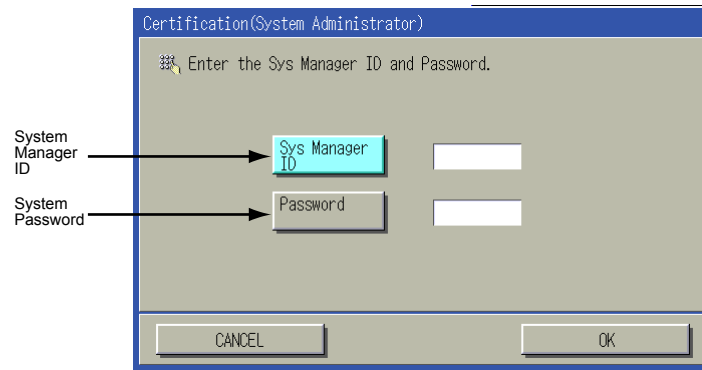 Certification(System Administrator)
Enter the Sys Manager ID and Password.
System
Manager
ID
Sys Manager
ID
System
Password
Password
CANCEL
OK